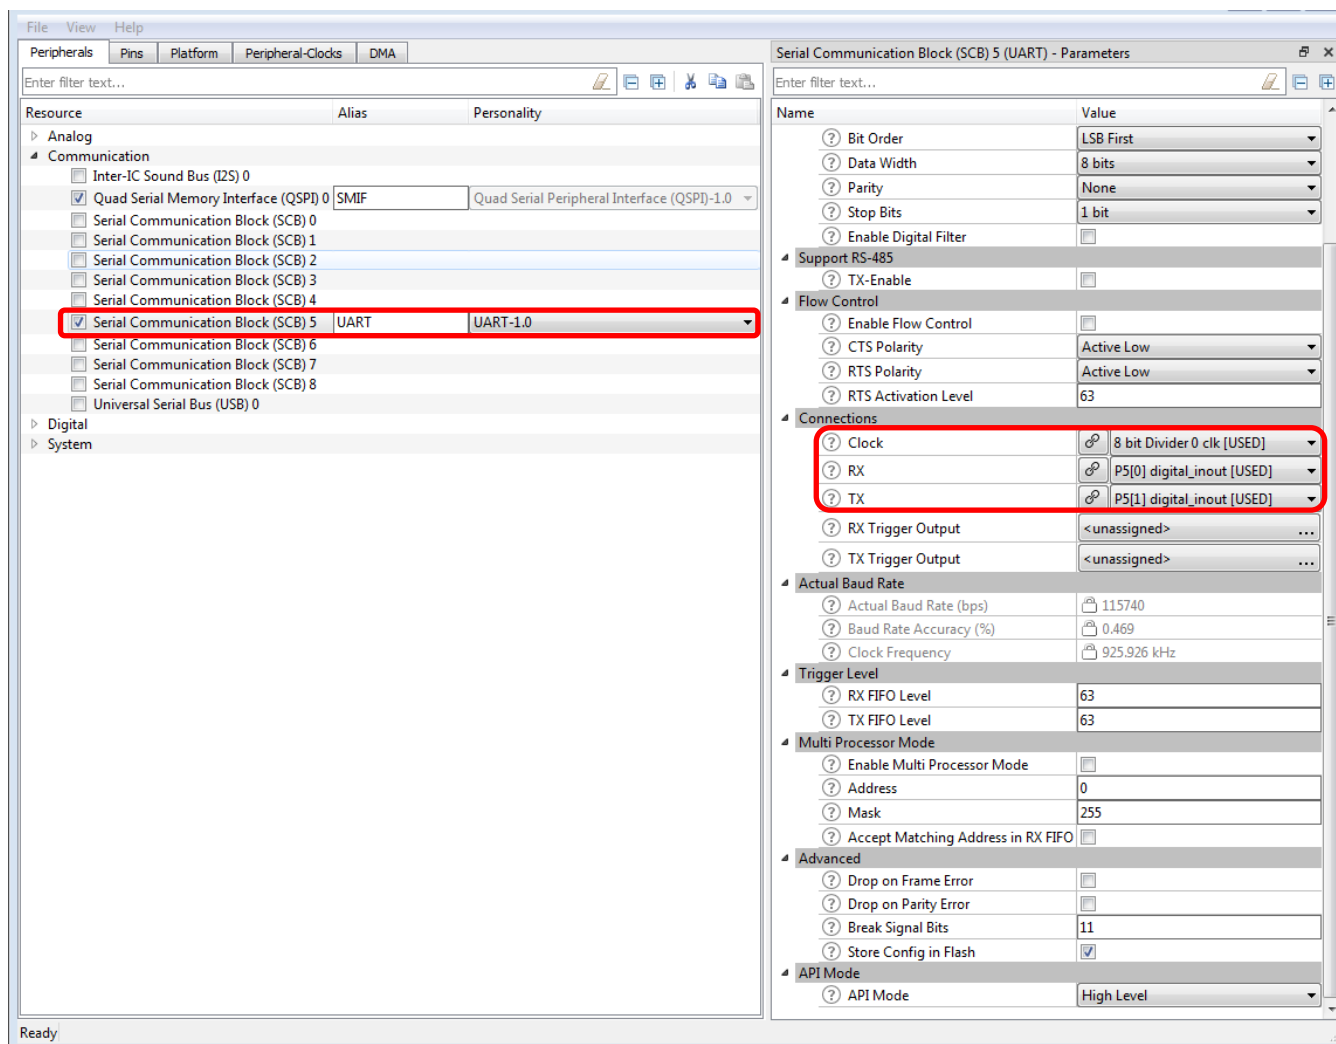 File View Help
Peripherals Pins Platform Peripheral-Clocks DMA
Enter filter text...
Resource Alias Personality
Analog
Communication
Inter-IC Sound Bus (I2S) 0
Quad Serial Memory Interface (QSPI) 0 SMIF Quad Serial Peripheral Interface (QSPI)-1.0
Serial Communication Block (SCB) 0
Serial Communication Block (SCB) 1
Serial Communication Block (SCB) 2
Serial Communication Block (SCB) 3
Serial Communication Block (SCB) 4
Serial Communication Block (SCB) 5 UART UART-1.0
Serial Communication Block (SCB) 6
Serial Communication Block (SCB) 7
Serial Communication Block (SCB) 8
Universal Serial Bus (USB) 0
Digital
System
Serial Communication Block (SCB) 5 (UART) - Parameters
Enter filter text...
Name Value
Bit Order LSB First
Data Width 8 bits
Parity None
Stop Bits 1 bit
Enable Digital Filter
Support RS-485
TX-Enable
Flow Control
Enable Flow Control
CTS Polarity Active Low
RTS Polarity Active Low
RTS Activation Level 63
Connections
Clock 8 bit Divider 0 clk [USED]
RX P5[0] digital_inout [USED]
TX P5[1] digital_inout [USED]
RX Trigger Output <unassigned> ...
TX Trigger Output <unassigned> ...
Actual Baud Rate
Actual Baud Rate (bps) 115740
Baud Rate Accuracy (%) 0.469
Clock Frequency 925.926 kHz
Trigger Level
RX FIFO Level 63
TX FIFO Level 63
Multi Processor Mode
Enable Multi Processor Mode
Address 0
Mask 255
Accept Matching Address in RX FIFO
Advanced
Drop on Frame Error
Drop on Parity Error
Break Signal Bits 11
Store Config in Flash
API Mode
API Mode High Level
Ready